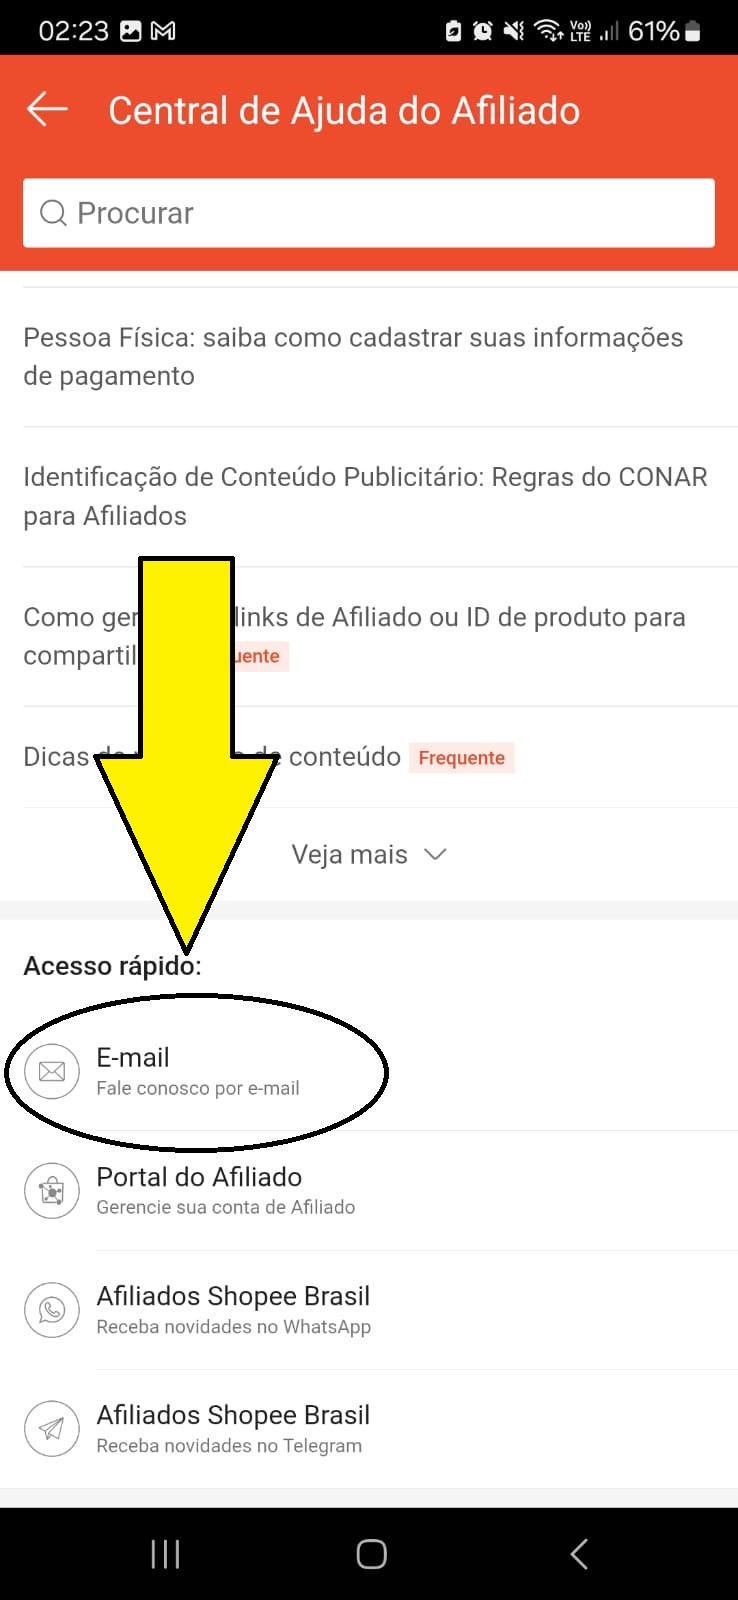 02:23
Vo))
LTE
61%
Central de Ajuda do Afiliado
Procurar
Pessoa Física: saiba como cadastrar suas informações
de pagamento
Identificação de Conteúdo Publicitário: Regras do CONAR
para Afiliados
Como links de Afiliado ou ID de produto para
Dicas de conteúdo Frequente
Veja mais
Acesso rápido:
E-mail
Fale conosco por e-mail
Portal do Afiliado
Gerencie sua conta de Afiliado
Afiliados Shopee Brasil
Receba novidades no WhatsApp
Afiliados Shopee Brasil
Receba novidades no Telegram